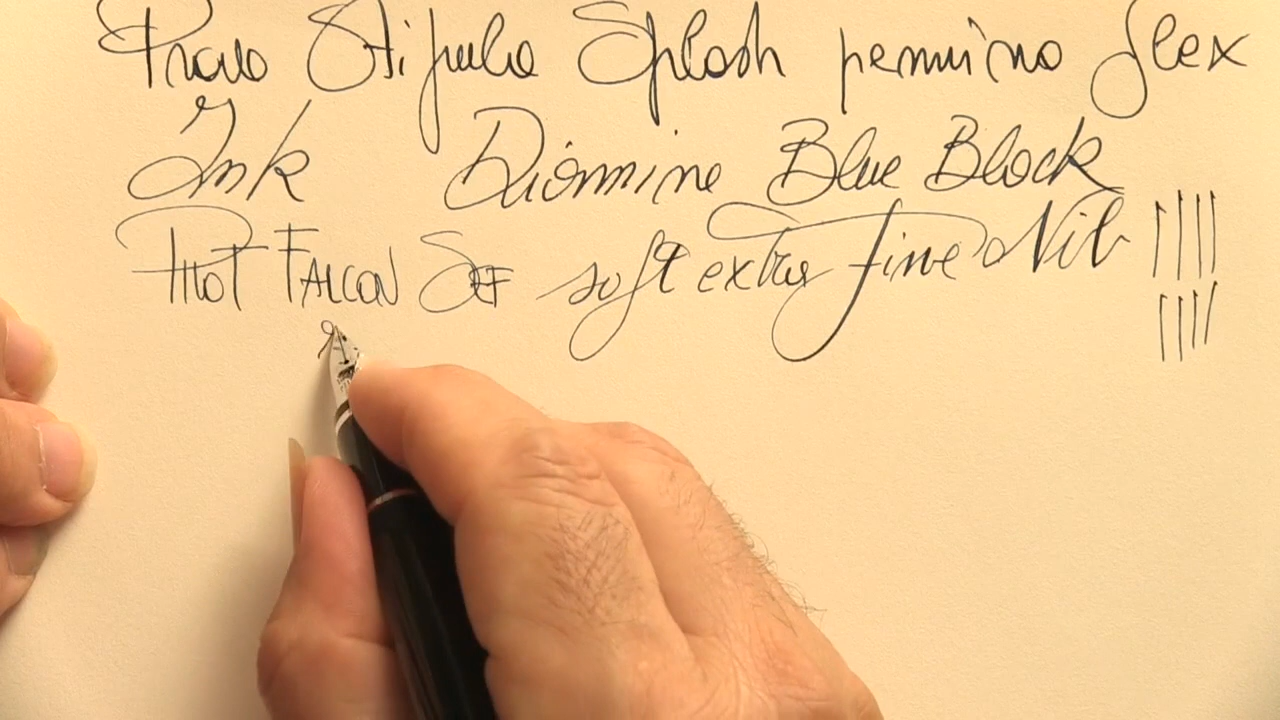 Prova Stipula Splash pennino flex
Ink Diamine Blue Black
PILOT FALCON SEF soft extra fine Nib